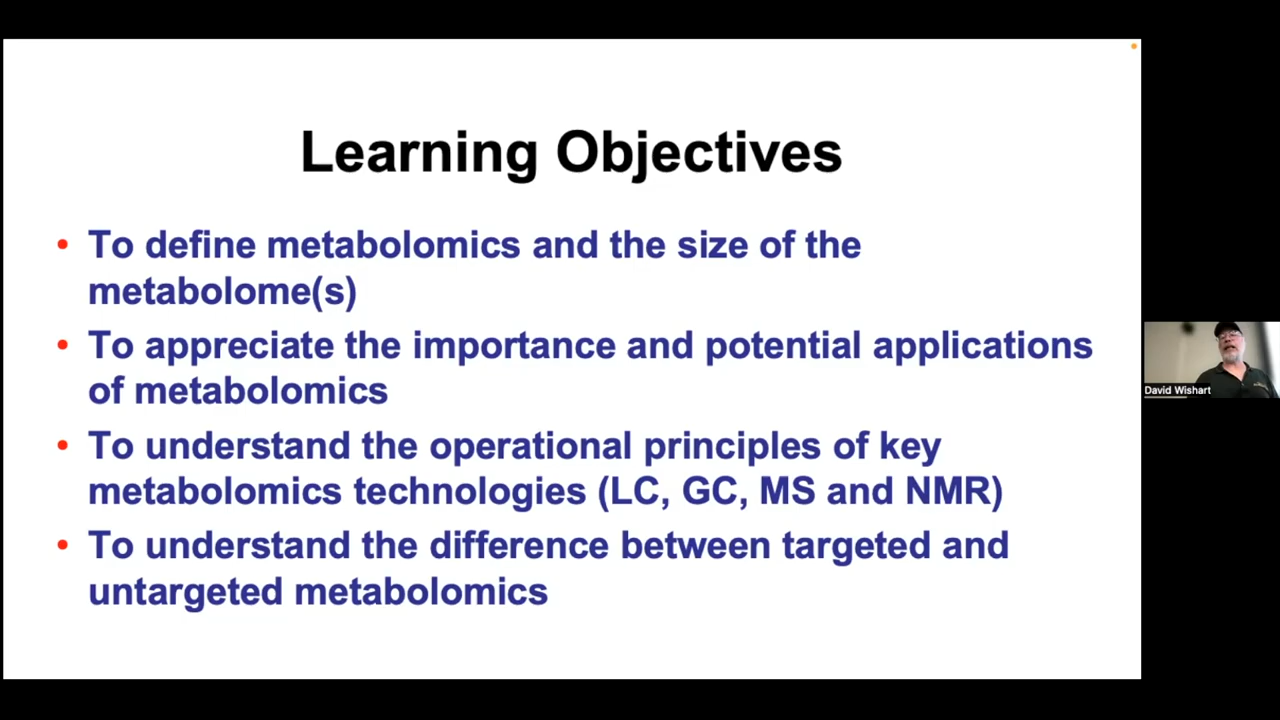 Learning Objectives
• To define metabolomics and the size of the
metabolome(s)
• To appreciate the importance and potential applications
of metabolomics
• To understand the operational principles of key
metabolomics technologies (LC, GC, MS and NMR)
• To understand the difference between targeted and
untargeted metabolomics
David Wishart